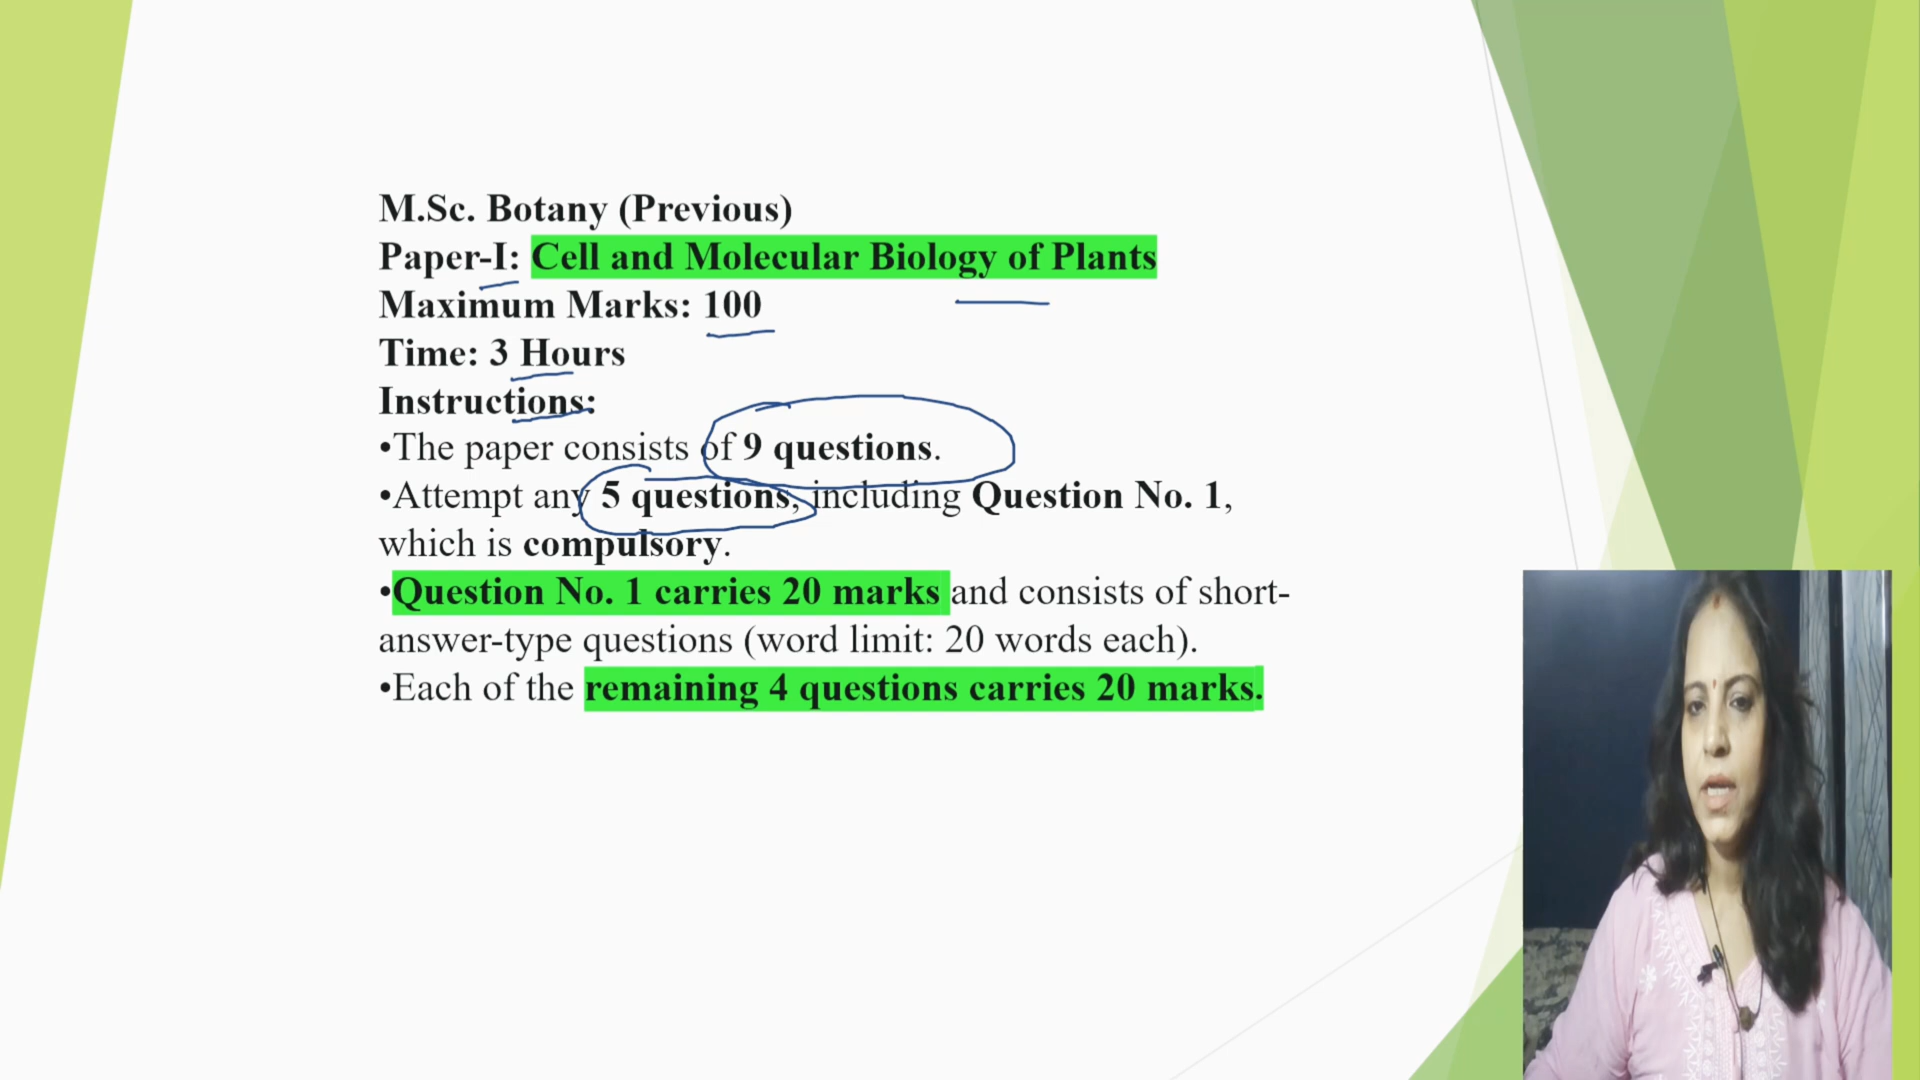 M.Sc. Botany (Previous)
Paper-I: Cell and Molecular Biology of Plants
Maximum Marks: 100
Time: 3 Hours
Instructions:
•The paper consists of 9 questions.
•Attempt any 5 questions, including Question No. 1,
which is compulsory.
•Question No. 1 carries 20 marks and consists of short-
answer-type questions (word limit: 20 words each).
•Each of the remaining 4 questions carries 20 marks.